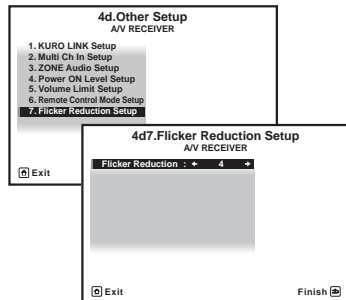 4d.Other Setup
A/V RECEIVER
1. KURO LINK Setup
2. Multi Ch In Setup
3. ZONE Audio Setup
4. Power ON Level Setup
5. Volume Limit Setup
6. Remote Control Mode Setup
7. Flicker Reduction Setup
Exit
4d7.Flicker Reduction Setup
A/V RECEIVER
Flicker Reduction : ← 4 →
Exit
Finish